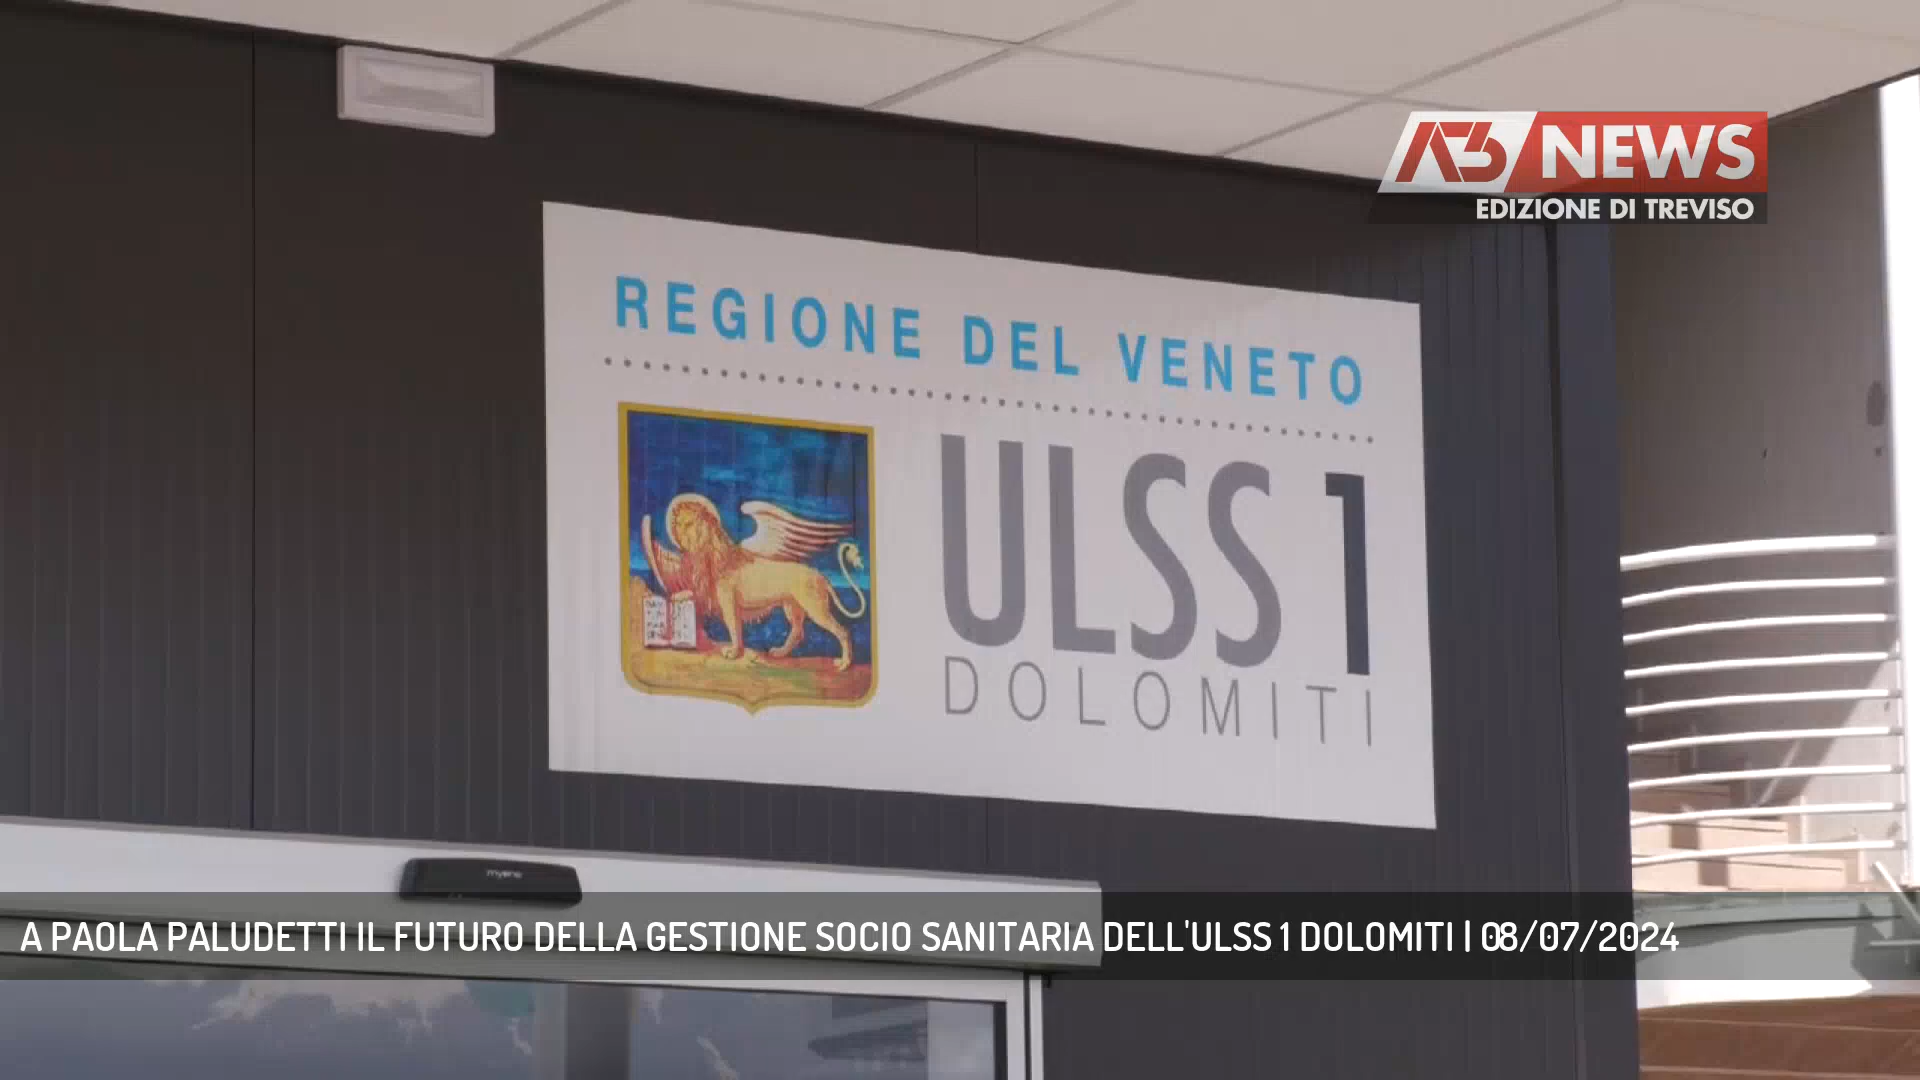 A3 NEWS
EDIZIONE DI TREVISO
REGIONE DEL VENETO
ULSS 1
DOLOMITI
A PAOLA PALUDETTI IL FUTURO DELLA GESTIONE SOCIO SANITARIA DELL'ULSS 1 DOLOMITI | 08/07/2024